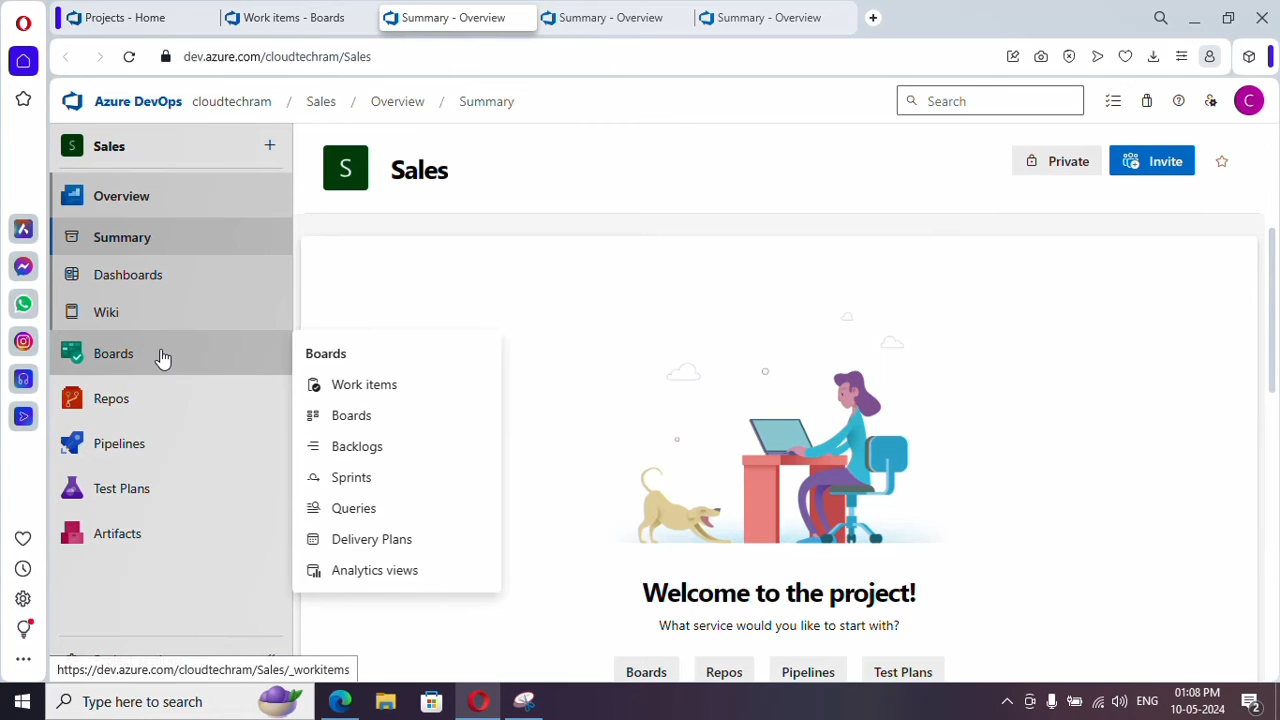 Projects - Home
Work items - Boards
Summary - Overview
Summary - Overview
Summary - Overview
dev.azure.com/cloudtechram/Sales
Azure DevOps cloudtechram / Sales / Overview / Summary
Search
C
S Sales
S Sales
Private
Invite
Overview
Summary
Dashboards
Wiki
Boards
Repos
Pipelines
Test Plans
Artifacts
Boards
Work items
Boards
Backlogs
Sprints
Queries
Delivery Plans
Analytics views
Welcome to the project!
What service would you like to start with?
Boards Repos Pipelines Test Plans
https://dev.azure.com/cloudtechram/Sales/_workitems
Type here to search
ENG
01:08 PM
10-05-2024
2